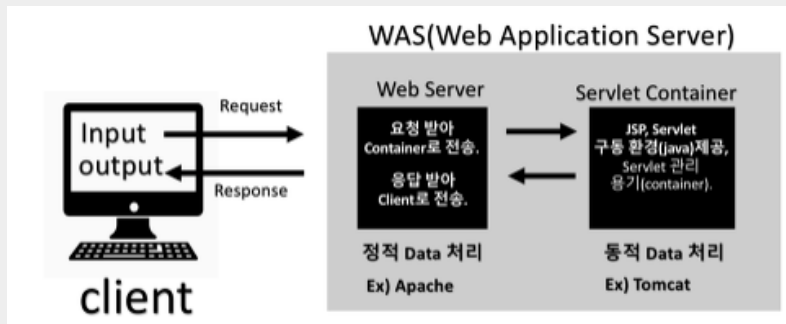 WAS(Web Application Server)
Web Server
Servlet Container
Request
Input
output
Response
client
요청 받아
Container로 전송.
응답 받아
Client로 전송.
JSP, Servlet
구동 환경(java)제공,
Servlet 관리
용기(container).
정적 Data 처리
Ex) Apache
동적 Data 처리
Ex) Tomcat